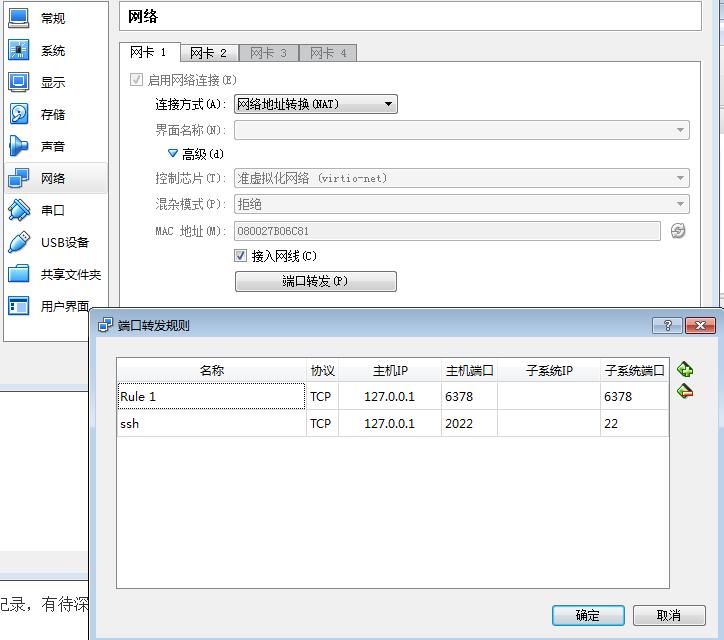 常规
系统
显示
存储
声音
网络
串口
USB设备
共享文件夹
用户界面
网络
网卡 1 网卡 2 网卡 3 网卡 4
启用网络连接(E)
连接方式(A): 网络地址转换(NAT)
界面名称(N):
高级(d)
控制芯片(T): 准虚拟化网络 (virtio-net)
混杂模式(P): 拒绝
MAC 地址(M): 080027B06C81
接入网线(C)
端口转发(P)
端口转发规则
名称 协议 主机IP 主机端口 子系统IP 子系统端口
Rule 1 TCP 127.0.0.1 6378 6378
ssh TCP 127.0.0.1 2022 22
确定 取消
记录，有待深